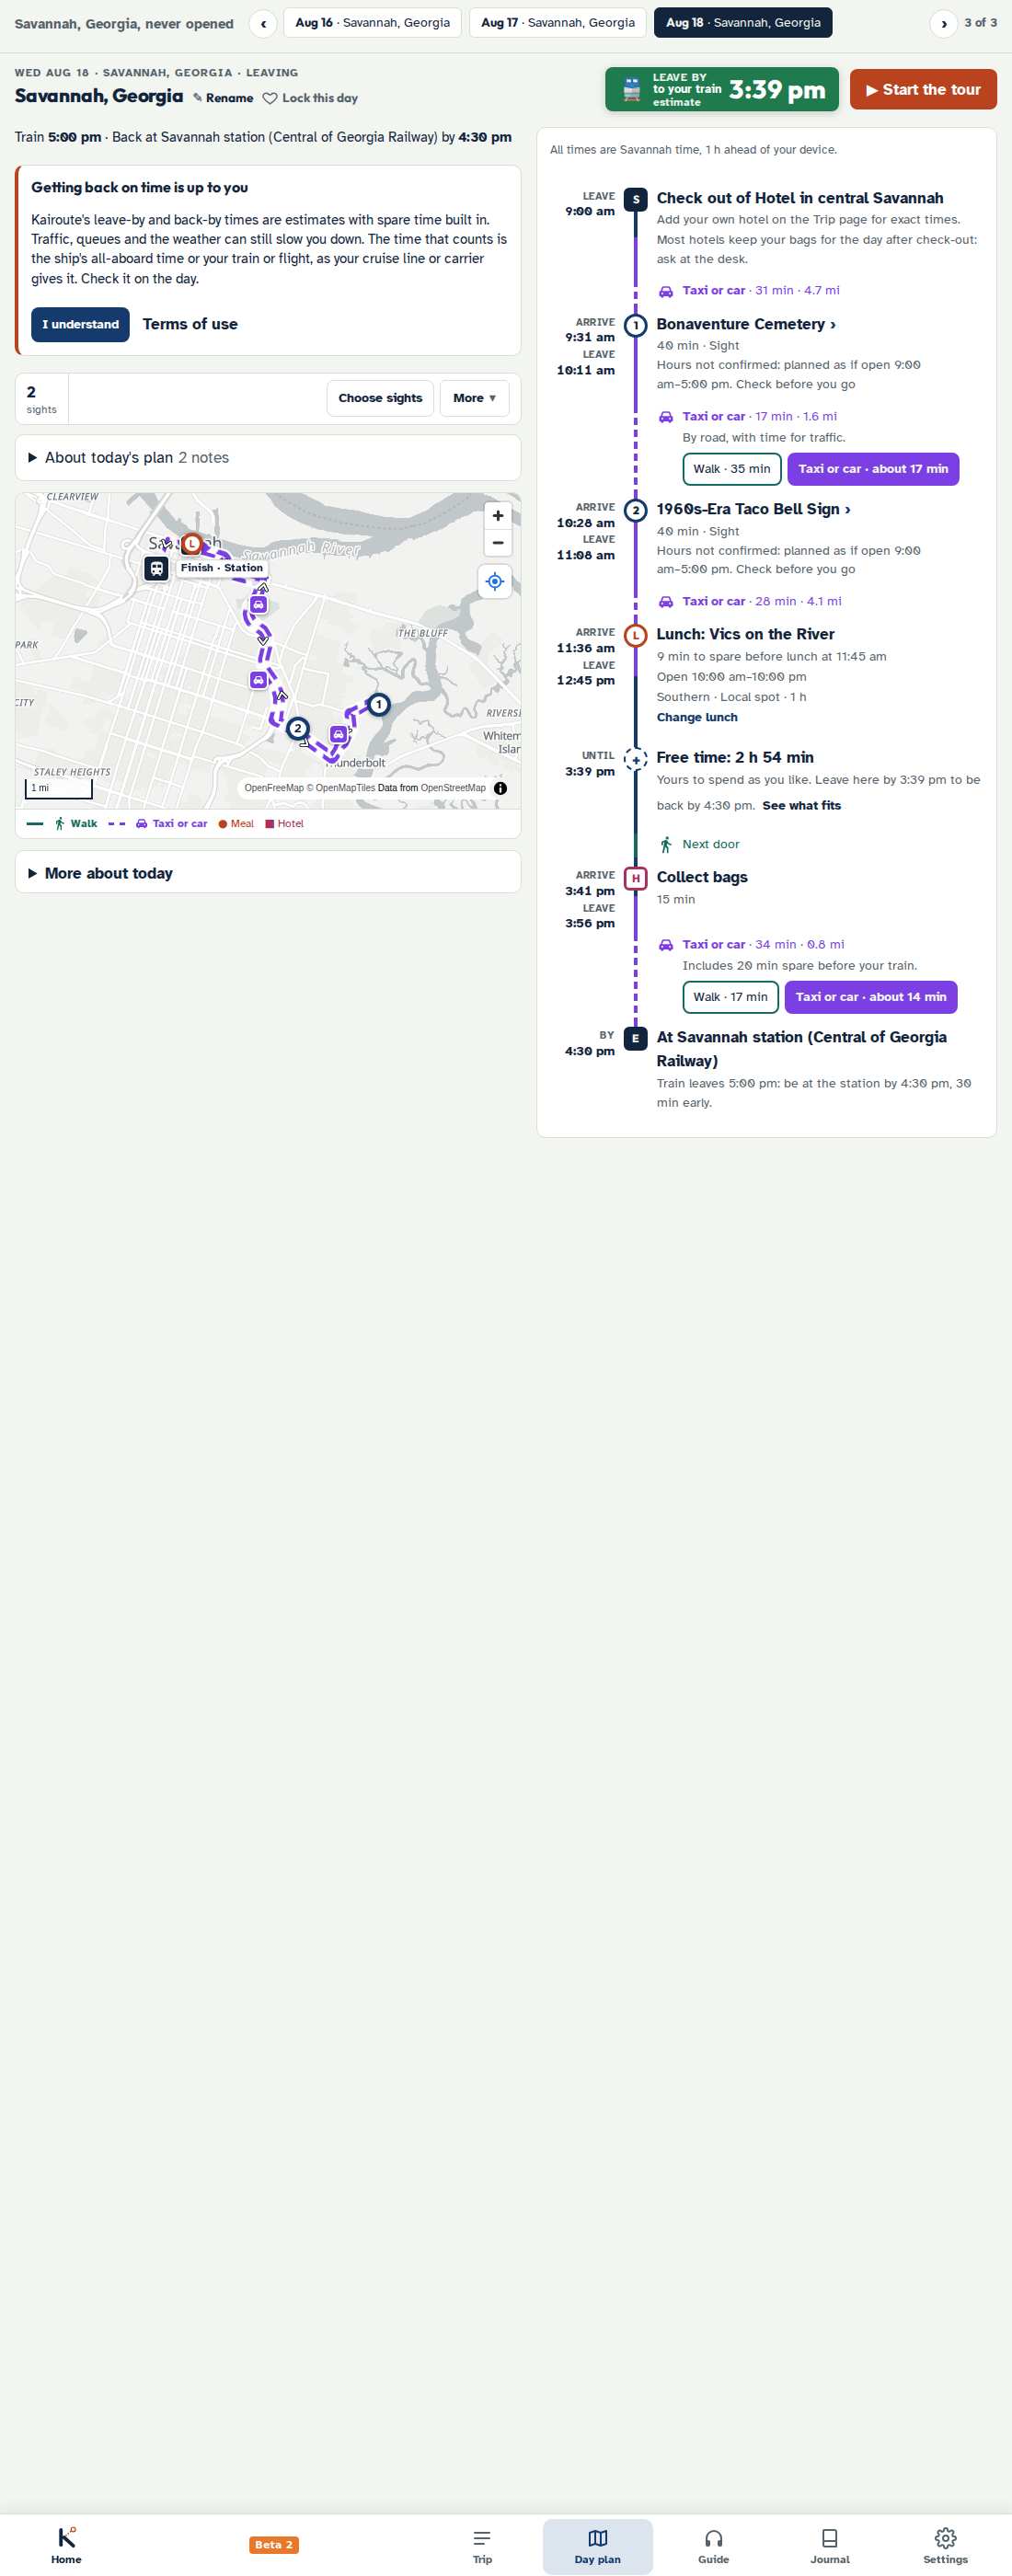 Savannah, Georgia, never opened
‹
Aug 16 · Savannah, Georgia
Aug 17 · Savannah, Georgia
Aug 18 · Savannah, Georgia
›
3 of 3
WED AUG 18 · SAVANNAH, GEORGIA · LEAVING
Savannah, Georgia
✎ Rename
Lock this day
LEAVE BY
to your train
estimate
3:39 pm
▶ Start the tour
Train 5:00 pm · Back at Savannah station (Central of Georgia Railway) by 4:30 pm
Getting back on time is up to you
Kairoute's leave-by and back-by times are estimates with spare time built in.
Traffic, queues and the weather can still slow you down. The time that counts is
the ship's all-aboard time or your train or flight, as your cruise line or carrier
gives it. Check it on the day.
I understand
Terms of use
2
sights
Choose sights
More ▼
▶ About today's plan 2 notes
CLEARVIEW
Savannah River
L
Finish · Station
THE BLUFF
PARK
CITY
1
2
RIVERSI
Whitem
Islar
Thunderbolt
STALEY HEIGHTS
+
−
1 mi
OpenFreeMap © OpenMapTiles Data from OpenStreetMap
Walk
Taxi or car
Meal
Hotel
▶ More about today
All times are Savannah time, 1 h ahead of your device.
LEAVE
9:00 am
S
Check out of Hotel in central Savannah
Add your own hotel on the Trip page for exact times.
Most hotels keep your bags for the day after check-out:
ask at the desk.
Taxi or car · 31 min · 4.7 mi
ARRIVE
9:31 am
LEAVE
10:11 am
1
Bonaventure Cemetery ›
40 min · Sight
Hours not confirmed: planned as if open 9:00
am–5:00 pm. Check before you go
Taxi or car · 17 min · 1.6 mi
By road, with time for traffic.
Walk · 35 min
Taxi or car · about 17 min
ARRIVE
10:28 am
LEAVE
11:08 am
2
1960s-Era Taco Bell Sign ›
40 min · Sight
Hours not confirmed: planned as if open 9:00
am–5:00 pm. Check before you go
Taxi or car · 28 min · 4.1 mi
ARRIVE
11:36 am
LEAVE
12:45 pm
L
Lunch: Vics on the River
9 min to spare before lunch at 11:45 am
Open 10:00 am–10:00 pm
Southern · Local spot · 1 h
Change lunch
UNTIL
3:39 pm
+
Free time: 2 h 54 min
Yours to spend as you like. Leave here by 3:39 pm to be
back by 4:30 pm. See what fits
Next door
ARRIVE
3:41 pm
LEAVE
3:56 pm
H
Collect bags
15 min
Taxi or car · 34 min · 0.8 mi
Includes 20 min spare before your train.
Walk · 17 min
Taxi or car · about 14 min
BY
4:30 pm
E
At Savannah station (Central of Georgia
Railway)
Train leaves 5:00 pm: be at the station by 4:30 pm, 30
min early.
Home
Beta 2
Trip
Day plan
Guide
Journal
Settings